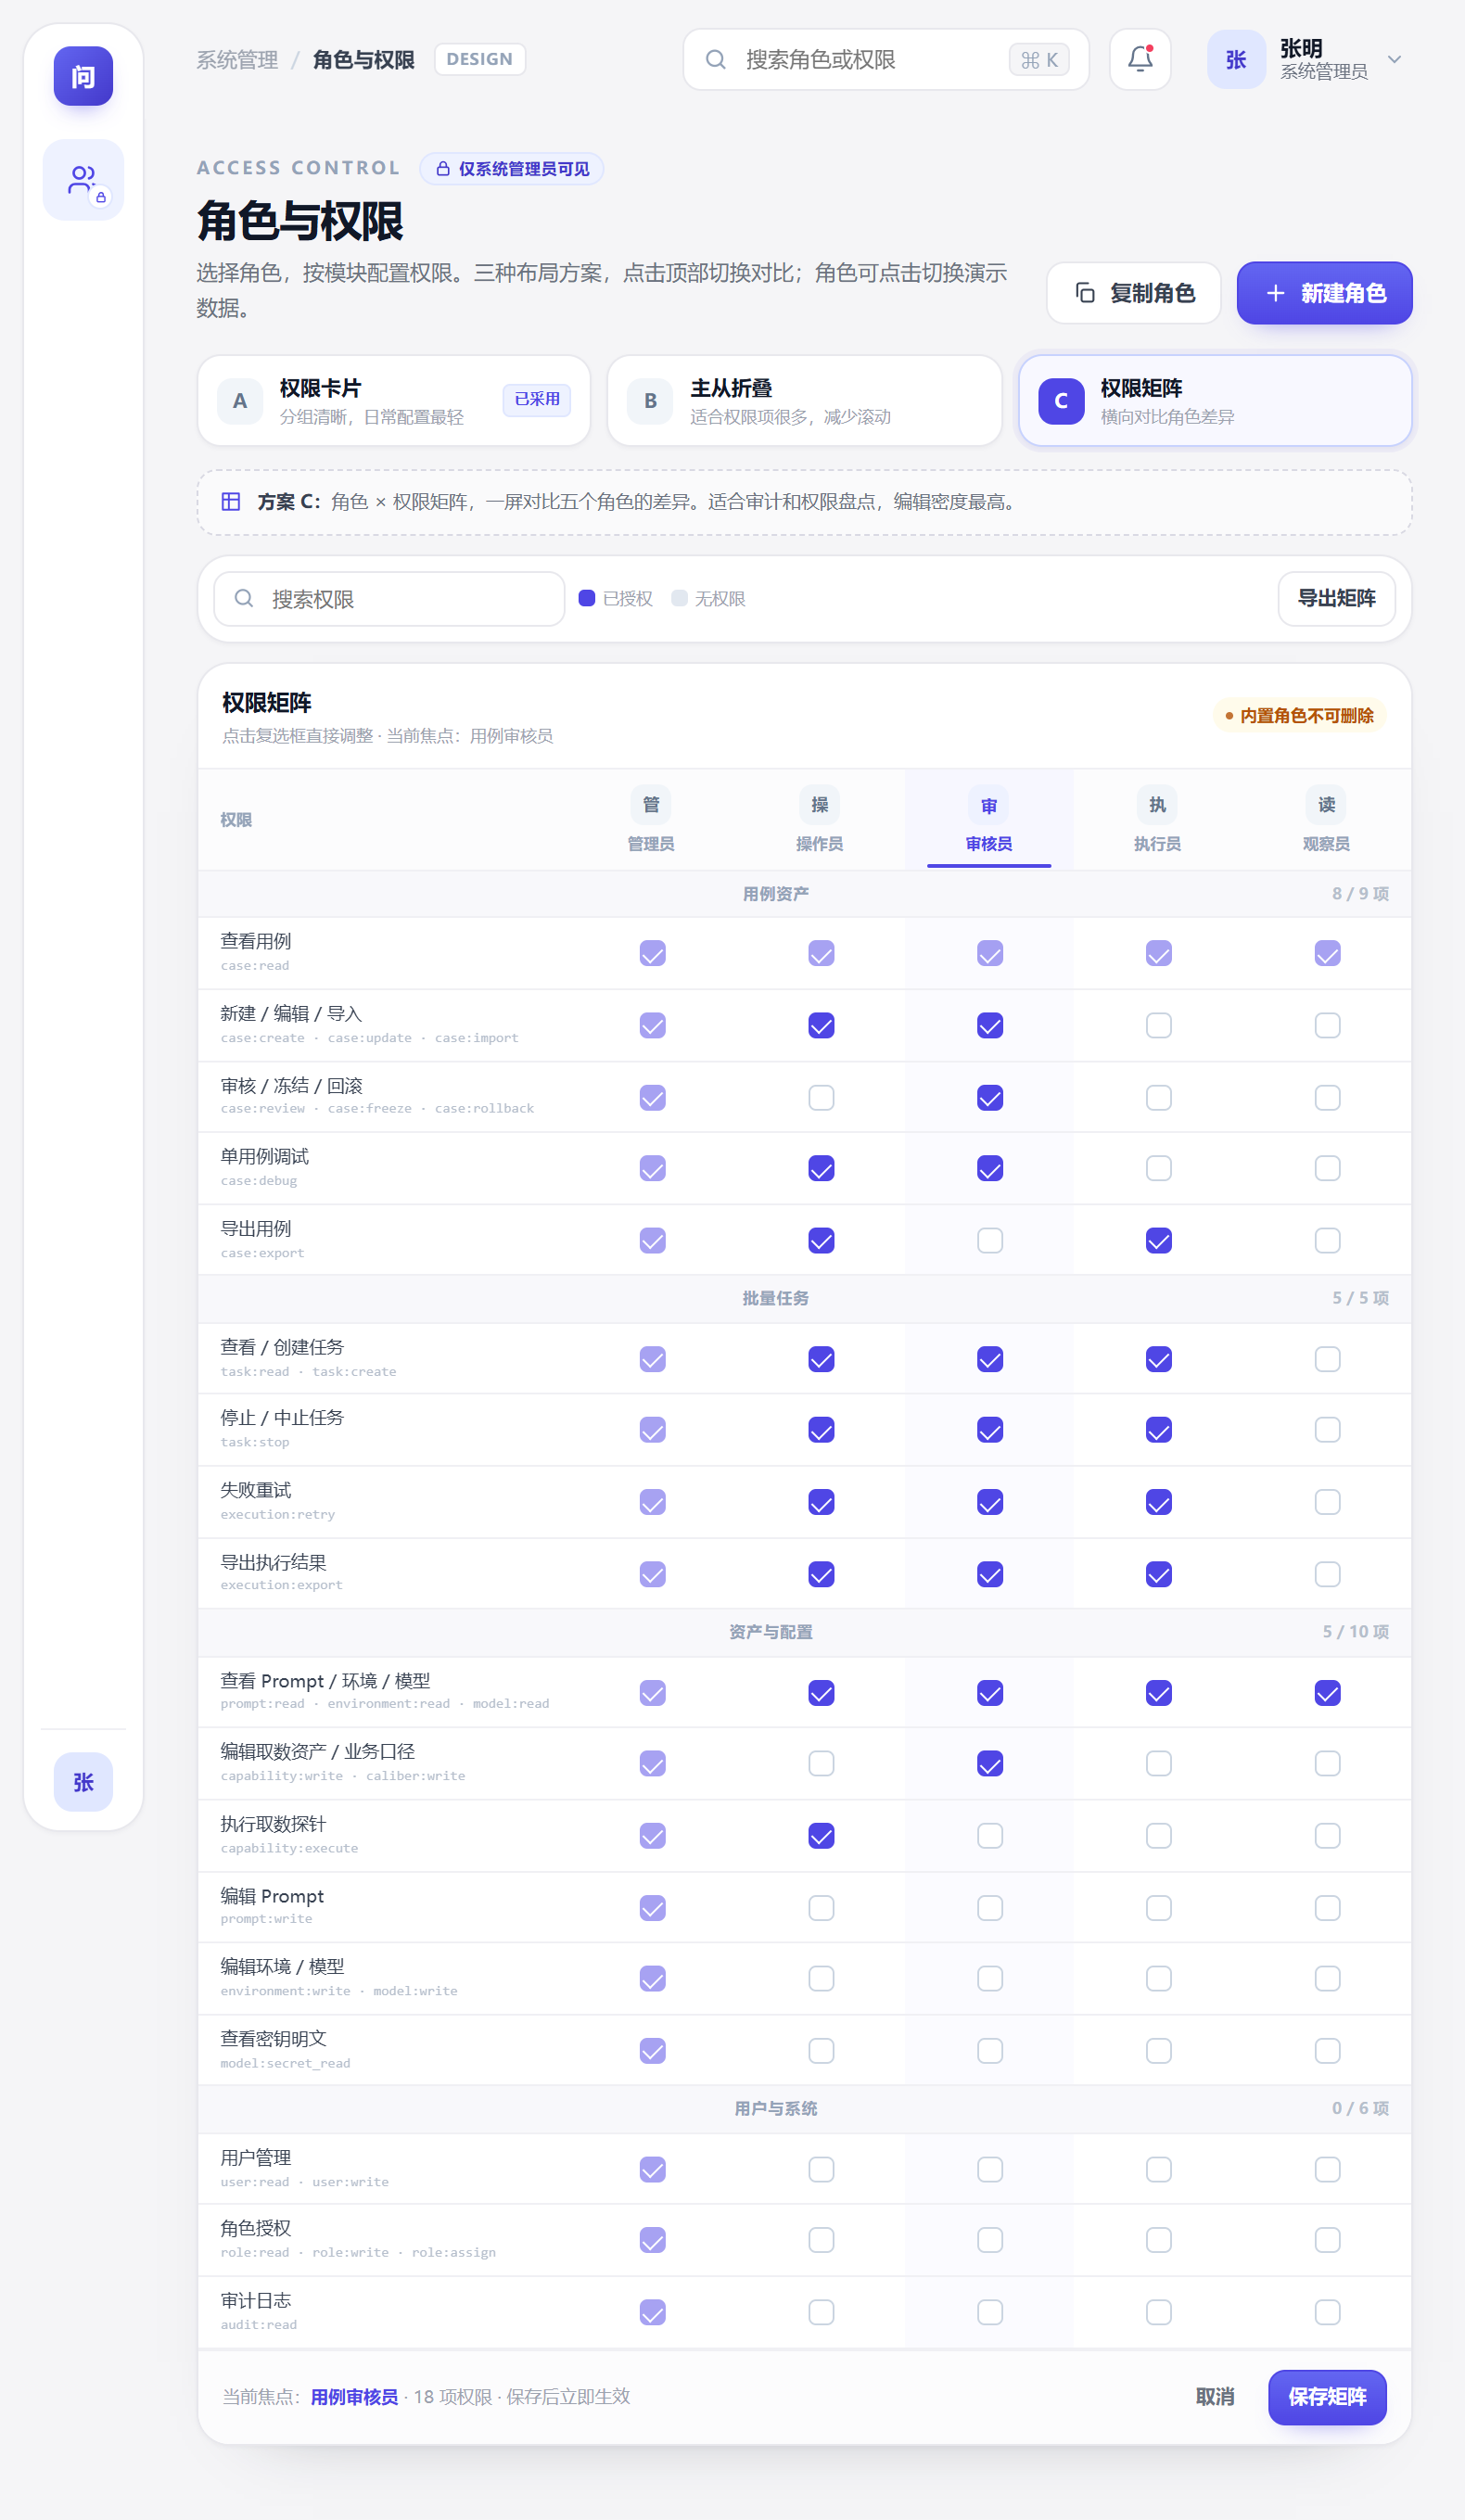 问
系统管理 / 角色与权限 DESIGN
搜索角色或权限 ⌘ K
张 张明
系统管理员
ACCESS CONTROL 仅系统管理员可见
角色与权限
选择角色，按模块配置权限。三种布局方案，点击顶部切换对比；角色可点击切换演示
数据。
复制角色
新建角色
A 权限卡片
分组清晰，日常配置最轻
已采用
B 主从折叠
适合权限项很多，减少滚动
C 权限矩阵
横向对比角色差异
方案 C：角色 × 权限矩阵，一屏对比五个角色的差异。适合审计和权限盘点，编辑密度最高。
搜索权限 已授权 无权限 导出矩阵
权限矩阵
点击复选框直接调整 · 当前焦点：用例审核员
内置角色不可删除
权限
管 操 审 执 读
管理员 操作员 审核员 执行员 观察员
用例资产 8 / 9 项
查看用例
case:read
新建 / 编辑 / 导入
case:create · case:update · case:import
审核 / 冻结 / 回滚
case:review · case:freeze · case:rollback
单用例调试
case:debug
导出用例
case:export
批量任务 5 / 5 项
查看 / 创建任务
task:read · task:create
停止 / 中止任务
task:stop
失败重试
execution:retry
导出执行结果
execution:export
资产与配置 5 / 10 项
查看 Prompt / 环境 / 模型
prompt:read · environment:read · model:read
编辑取数资产 / 业务口径
capability:write · caliber:write
执行取数探针
capability:execute
编辑 Prompt
prompt:write
编辑环境 / 模型
environment:write · model:write
查看密钥明文
model:secret_read
用户与系统 0 / 6 项
用户管理
user:read · user:write
角色授权
role:read · role:write · role:assign
审计日志
audit:read
当前焦点：用例审核员 · 18 项权限 · 保存后立即生效
取消 保存矩阵
张